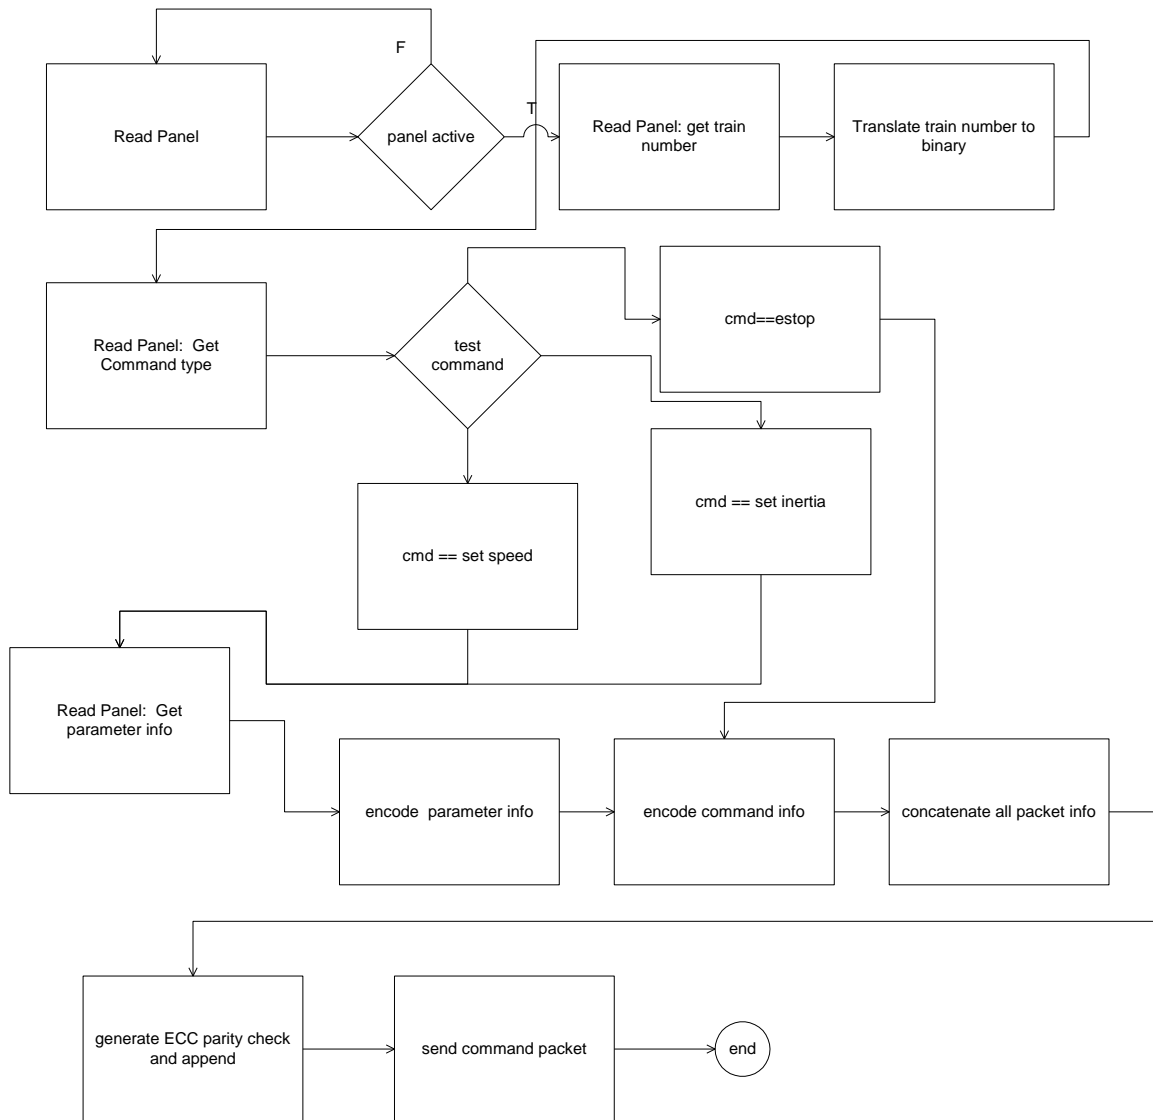 F
T
Read Panel
panel active
Read Panel: get train
number
Translate train number to
binary
Read Panel:  Get
Command type
test
command
cmd==estop
cmd == set inertia
cmd == set speed
Read Panel:  Get
parameter info
encode  parameter info
encode command info
concatenate all packet info
generate ECC parity check
and append
send command packet
end